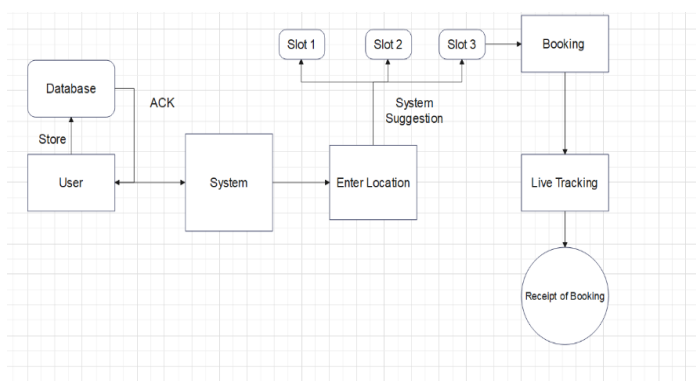 Slot 1
Slot 2
Slot 3
Booking
Database
ACK
System
Suggestion
Store
User
System
Enter Location
Live Tracking
Receipt of Booking